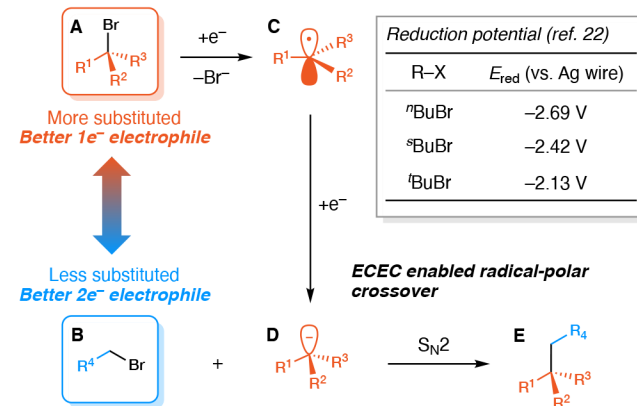 A
Br
R¹
R²
R³
+e⁻
–Br⁻
C
R¹
R³
R²
Reduction potential (ref. 22)
R–X
E_red (vs. Ag wire)
ⁿBuBr
–2.69 V
ˢBuBr
–2.42 V
ᵗBuBr
–2.13 V
More substituted
Better 1e⁻ electrophile
+e⁻
Less substituted
Better 2e⁻ electrophile
ECEC enabled radical-polar
crossover
B
R⁴
Br
+
D
–
R¹
R³
R²
S_N2
E
R₄
R¹
R³
R²